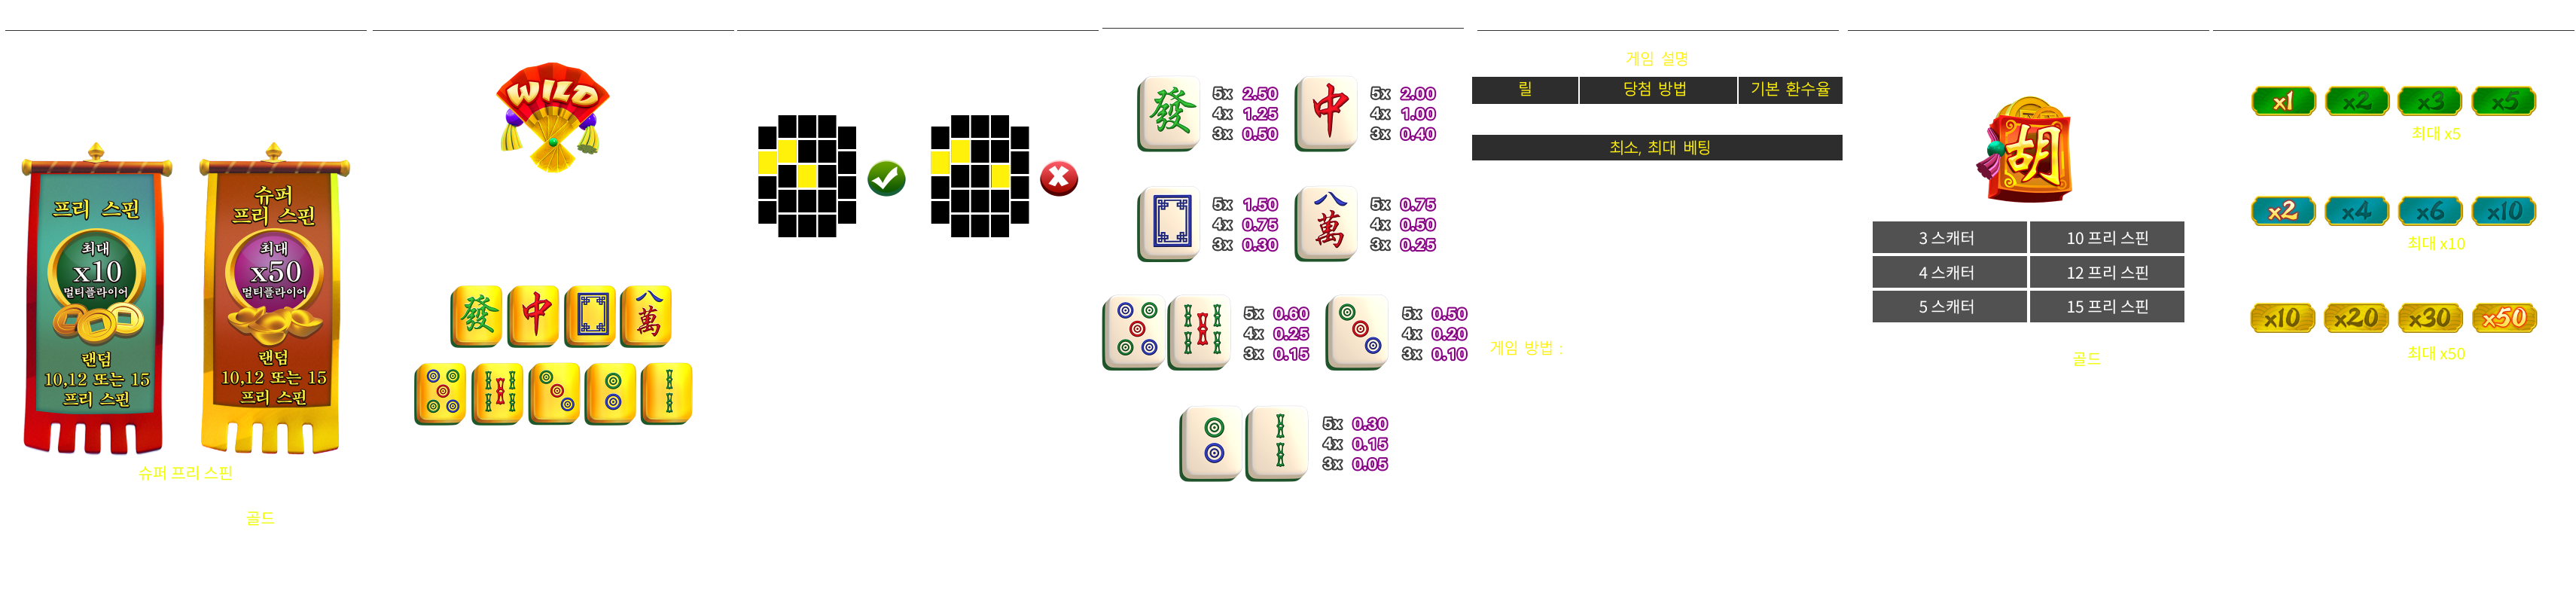 프리 스핀
최대
x10
멀티플라이어
랜덤
10,12 또는 15
프리 스핀
슈퍼
프리 스핀
최대
x50
멀티플라이어
랜덤
10,12 또는 15
프리 스핀
슈퍼 프리 스핀
골드
WILD
發 中 八萬
發 5x 2.50
4x 1.25
3x 0.50
中 5x 2.00
4x 1.00
3x 0.40
5x 1.50
4x 0.75
3x 0.30
八萬 5x 0.75
4x 0.50
3x 0.25
5x 0.60
4x 0.25
3x 0.15
5x 0.50
4x 0.20
3x 0.10
5x 0.30
4x 0.15
3x 0.05
게임 설명
릴 당첨 방법 기본 환수율
최소, 최대 베팅
게임 방법 :
胡
3 스캐터 10 프리 스핀
4 스캐터 12 프리 스핀
5 스캐터 15 프리 스핀
골드
x1 x2 x3 x5
최대 x5
x2 x4 x6 x10
최대 x10
x10 x20 x30 x50
최대 x50